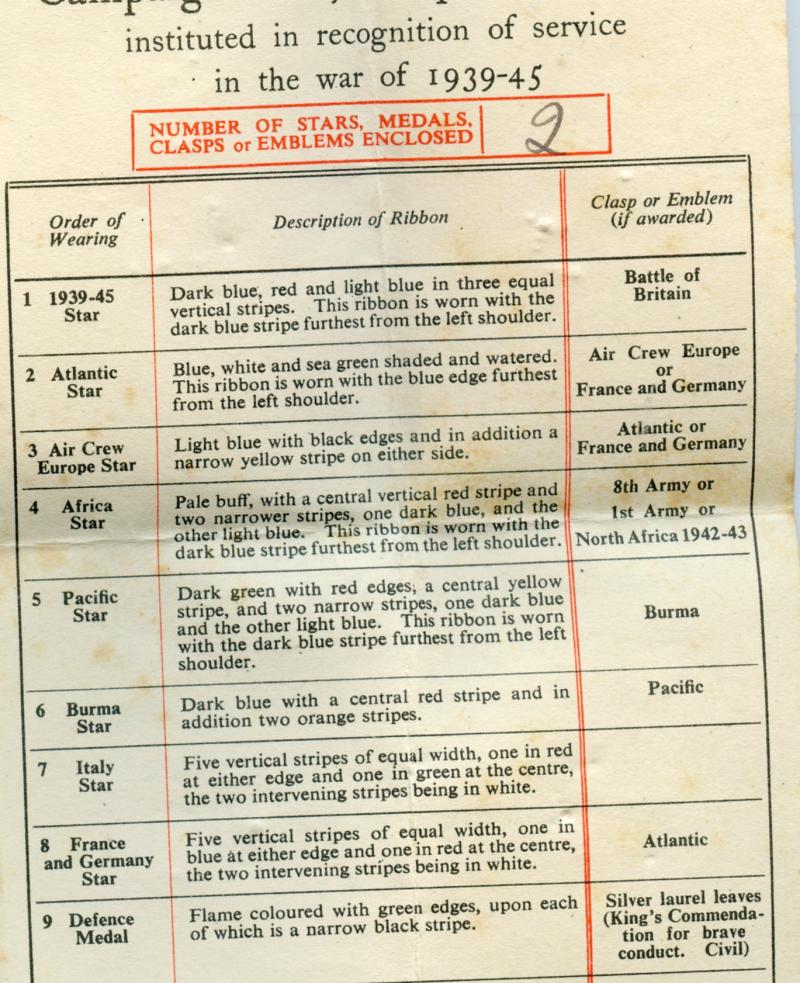 instituted in recognition of service
in the war of 1939-45
NUMBER OF STARS, MEDALS,
CLASPS or EMBLEMS ENCLOSED
2
Order of
Wearing
Description of Ribbon
Clasp or Emblem
(if awarded)
1 1939-45
Star
Dark blue, red and light blue in three equal
vertical stripes. This ribbon is worn with the
dark blue stripe furthest from the left shoulder.
Battle of
Britain
2 Atlantic
Star
Blue, white and sea green shaded and watered.
This ribbon is worn with the blue edge furthest
from the left shoulder.
Air Crew Europe
or
France and Germany
3 Air Crew
Europe Star
Light blue with black edges and in addition a
narrow yellow stripe on either side.
Atlantic or
France and Germany
4 Africa
Star
Pale buff, with a central vertical red stripe and
two narrower stripes, one dark blue, and the
other light blue. This ribbon is worn with the
dark blue stripe furthest from the left shoulder.
8th Army or
1st Army or
North Africa 1942-43
5 Pacific
Star
Dark green with red edges, a central yellow
stripe, and two narrow stripes, one dark blue
and the other light blue. This ribbon is worn
with the dark blue stripe furthest from the left
shoulder.
Burma
6 Burma
Star
Dark blue with a central red stripe and in
addition two orange stripes.
Pacific
7 Italy
Star
Five vertical stripes of equal width, one in red
at either edge and one in green at the centre,
the two intervening stripes being in white.
8 France
and Germany
Star
Five vertical stripes of equal width, one in
blue at either edge and one in red at the centre,
the two intervening stripes being in white.
Atlantic
9 Defence
Medal
Flame coloured with green edges, upon each
of which is a narrow black stripe.
Silver laurel leaves
(King's Commenda-
tion for brave
conduct. Civil)